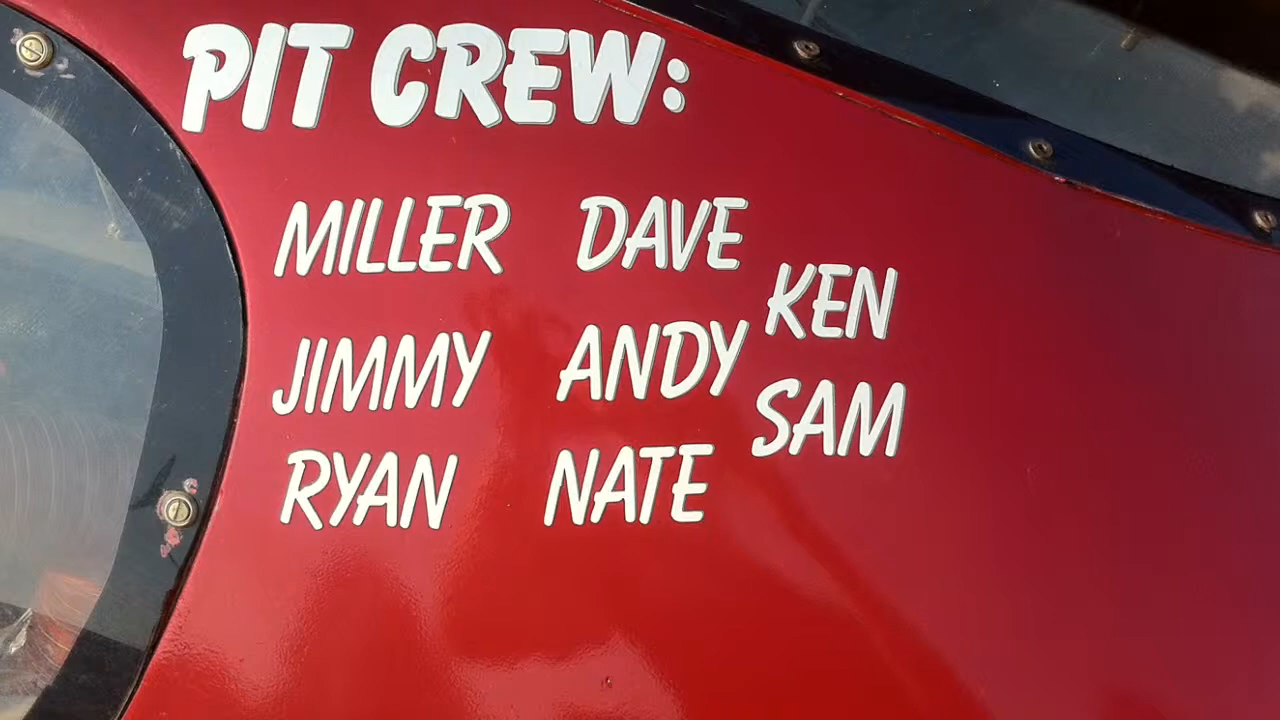 PIT CREW:
MILLER DAVE
KEN
JIMMY ANDY
SAM
RYAN NATE